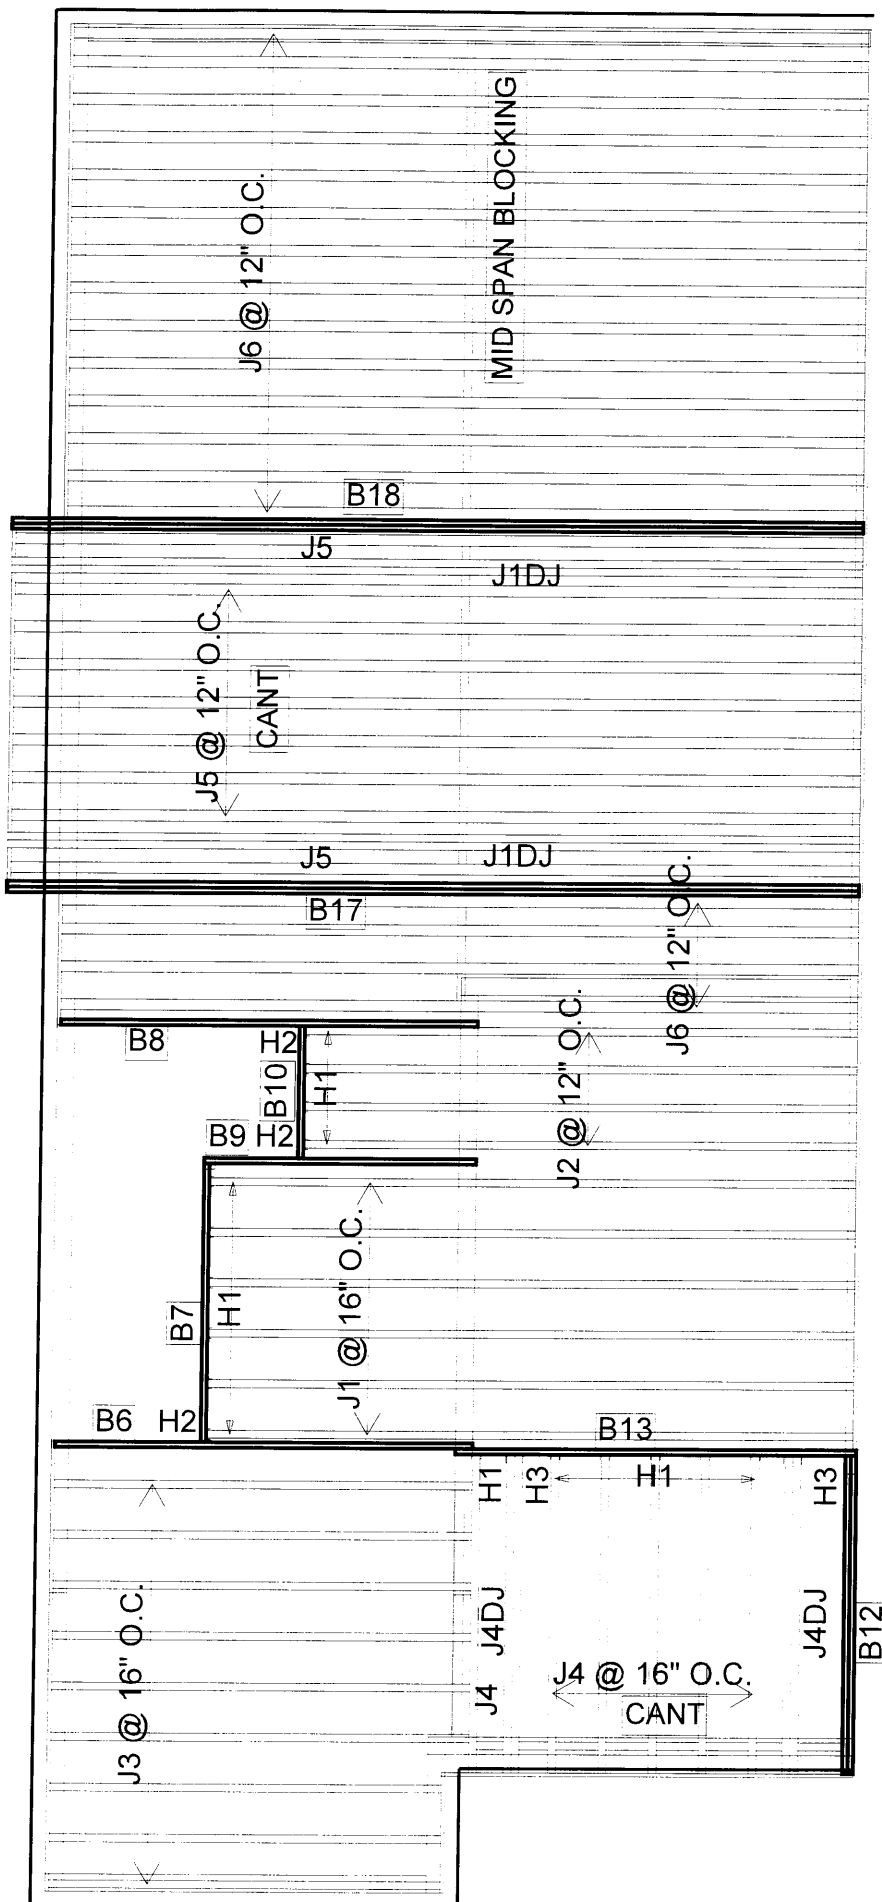 J6 @ 12" O.C.
MID SPAN BLOCKING
B18
J5
J1DJ
J5 @ 12" O.C.
CANT
J5
J1DJ
B17
J6 @ 12" O.C.
B8
H2
B10
H1
J2 @ 12" O.C.
B9 H2
B7
H1
J1 @ 16" O.C.
B6
H2
B13
H1
H3
H1
H3
J3 @ 16" O.C.
J4DJ
J4DJ
B12
J4
J4 @ 16" O.C.
CANT